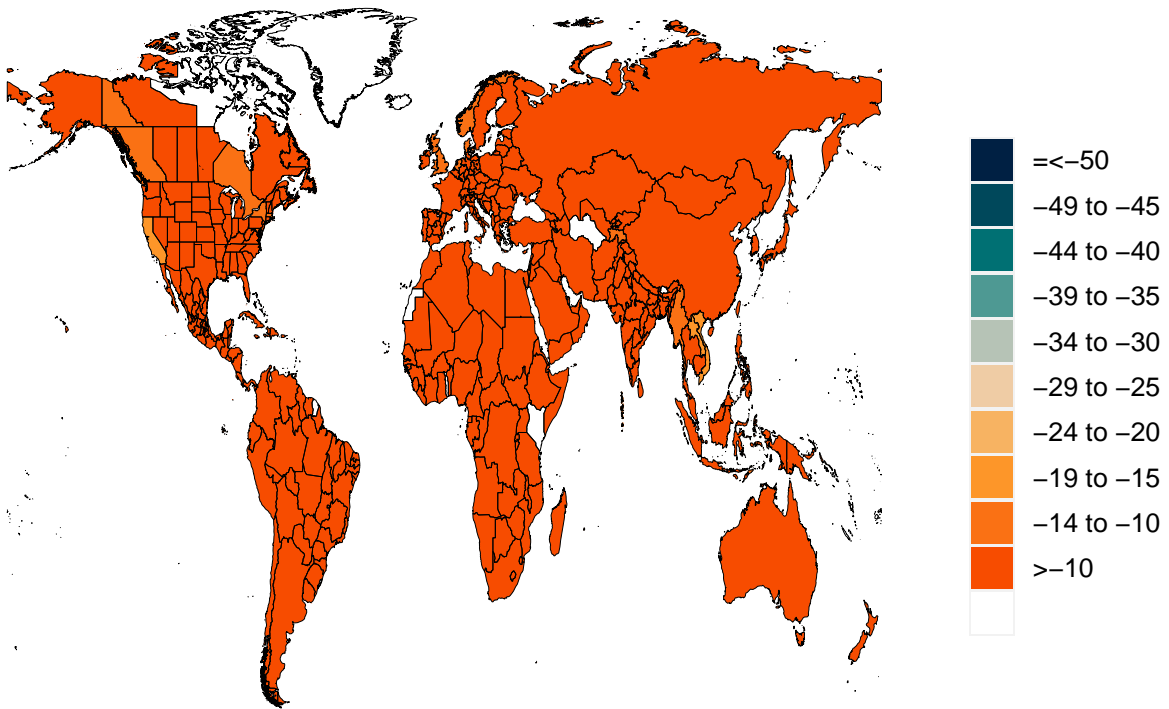 =<−50
−49 to −45
−44 to −40
−39 to −35
−34 to −30
−29 to −25
−24 to −20
−19 to −15
−14 to −10
>−10